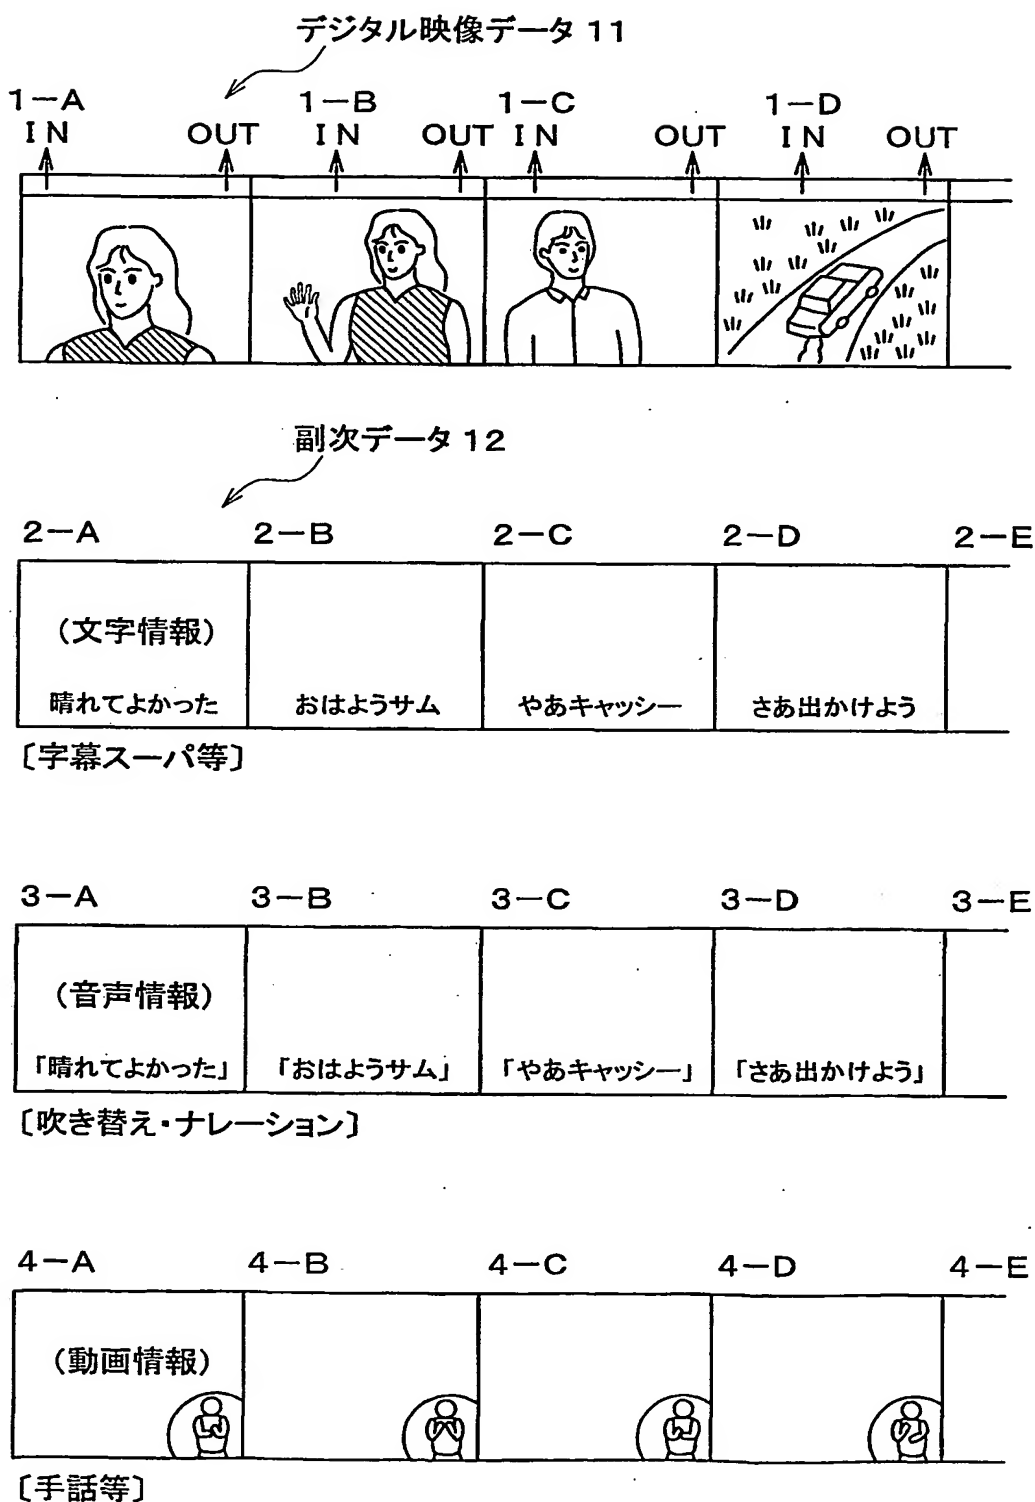 デジタル映像データ 11
1-A 1-B 1-C 1-D
IN OUT IN OUT IN OUT IN OUT
副次データ 12
2-A 2-B 2-C 2-D 2-E
(文字情報)
晴れてよかった おはようサム やあキャッシー さあ出かけよう
〔字幕スーパ等〕
3-A 3-B 3-C 3-D 3-E
(音声情報)
「晴れてよかった」 「おはようサム」 「やあキャッシー」 「さあ出かけよう」
〔吹き替え・ナレーション〕
4-A 4-B 4-C 4-D 4-E
(動画情報)
〔手話等〕